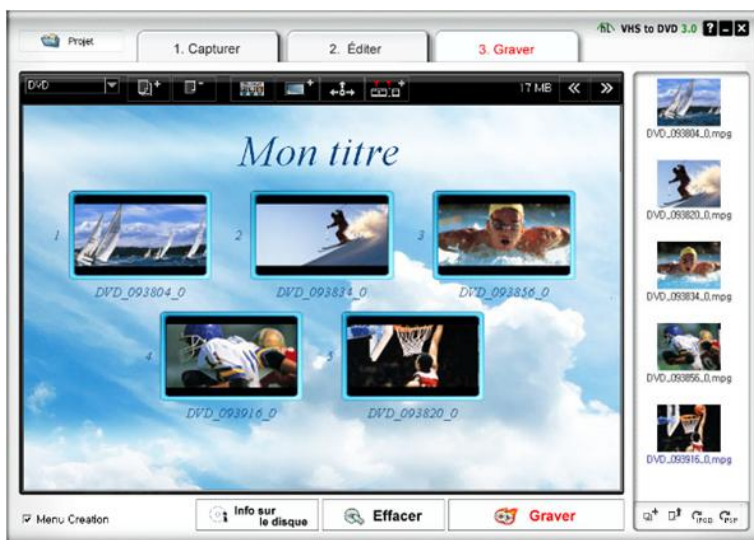 Projet
1. Capturer
2. Éditer
3. Graver
VHS to DVD 3.0
DVD
17 MB
Mon titre
1
2
3
DVD_093804_0
DVD_093834_0
DVD_093856_0
4
5
DVD_093916_0
DVD_093820_0
DVD_093804_0.mpg
DVD_093820_0.mpg
DVD_093834_0.mpg
DVD_093856_0.mpg
DVD_093916_0.mpg
Menu Creation
Info sur
le disque
Effacer
Graver